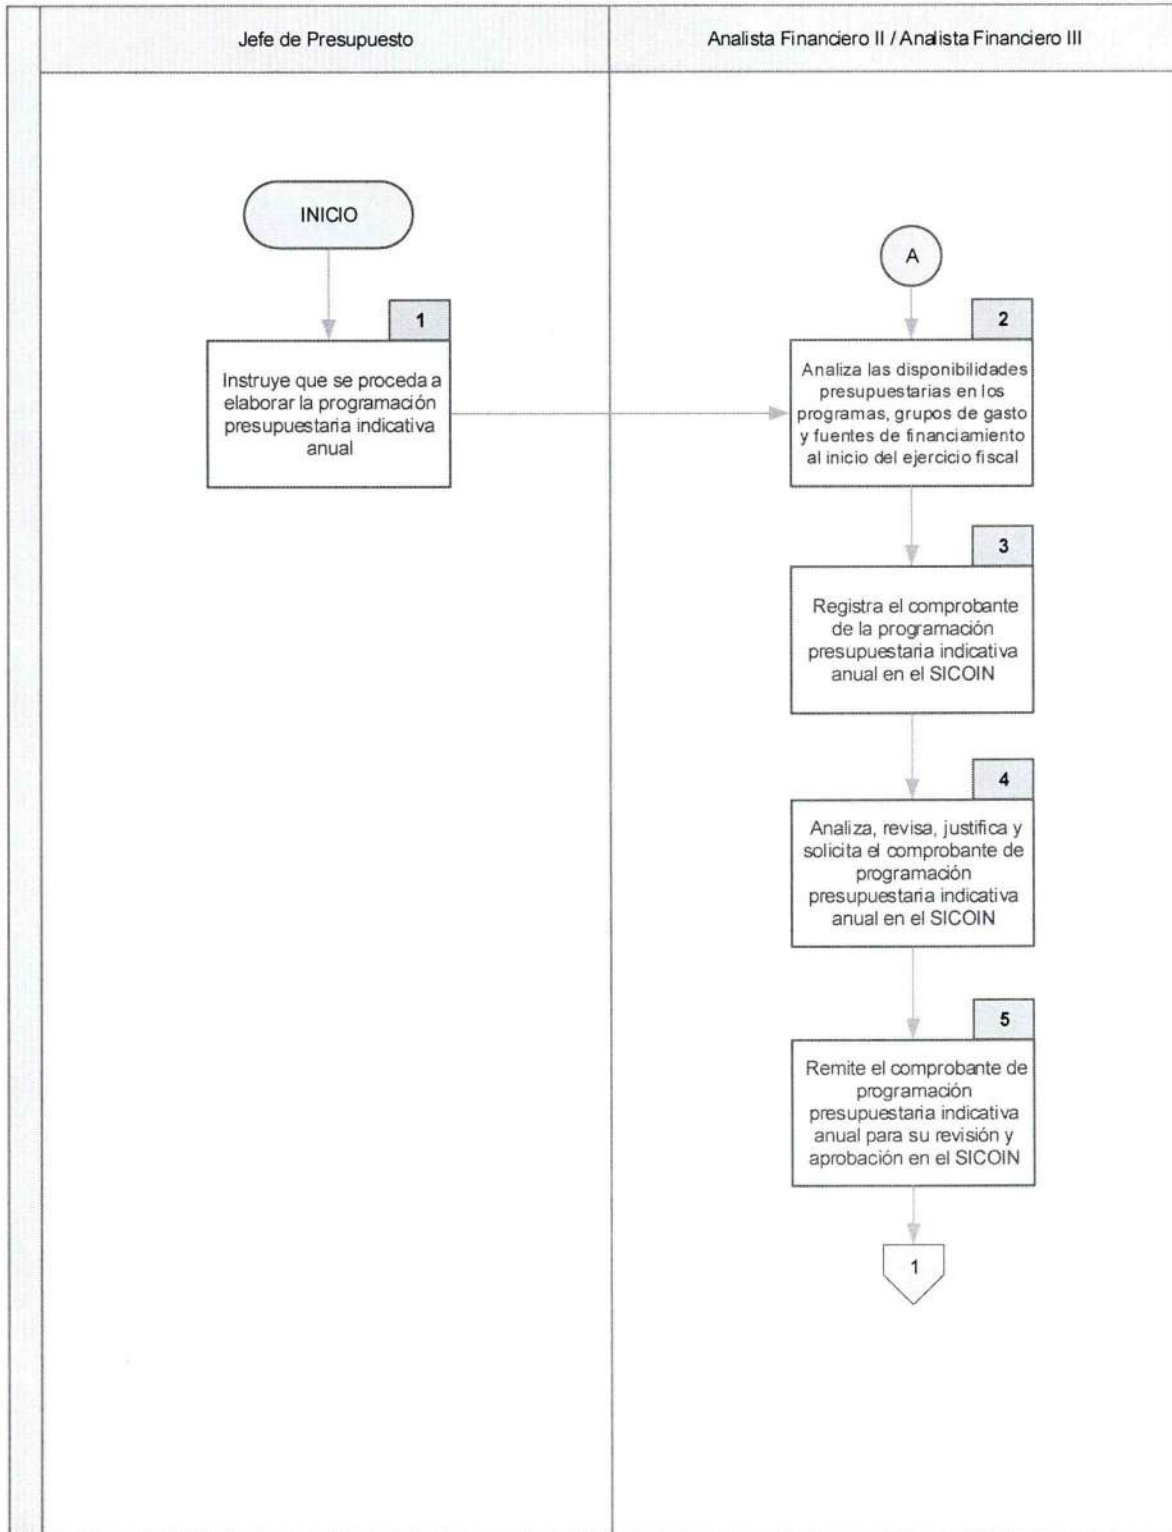 Jefe de Presupuesto
Analista Financiero II / Analista Financiero III
INICIO
1
Instruye que se proceda a
elaborar la programación
presupuestaria indicativa
anual
A
2
Analiza las disponibilidades
presupuestarias en los
programas, grupos de gasto
y fuentes de financiamiento
al inicio del ejercicio fiscal
3
Registra el comprobante
de la programación
presupuestaria indicativa
anual en el SICOIN
4
Analiza, revisa, justifica y
solicita el comprobante de
programación
presupuestaria indicativa
anual en el SICOIN
5
Remite el comprobante de
programación
presupuestaria indicativa
anual para su revisión y
aprobación en el SICOIN
1